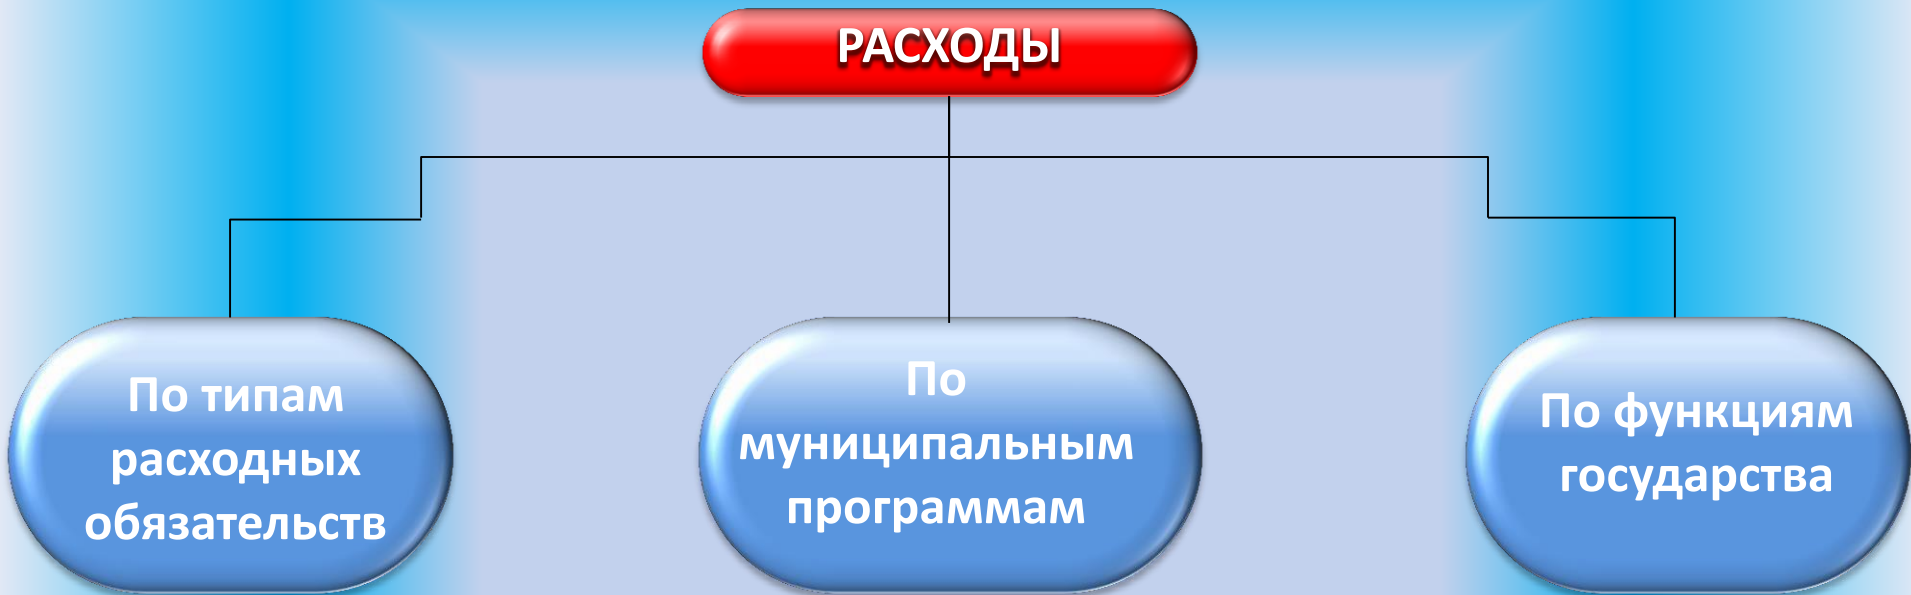 РАСХОДЫ
По типам
расходных
обязательств
По
муниципальным
программам
По функциям
государства